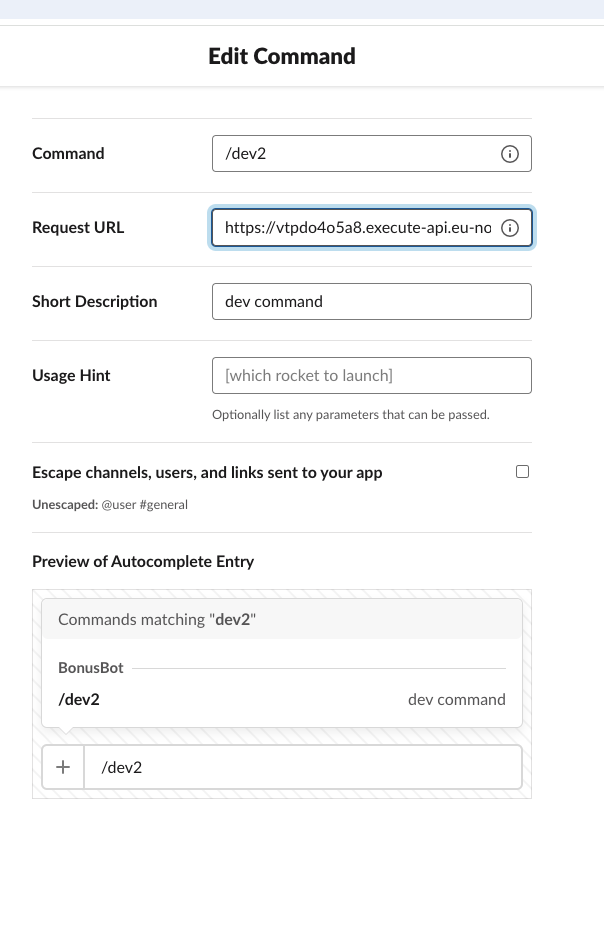 Edit Command
Command
/dev2
Request URL
https://vtpdo4o5a8.execute-api.eu-no
Short Description
dev command
Usage Hint
[which rocket to launch]
Optionally list any parameters that can be passed.
Escape channels, users, and links sent to your app
Unescaped: @user #general
Preview of Autocomplete Entry
Commands matching "dev2"
BonusBot
/dev2 dev command
+ /dev2